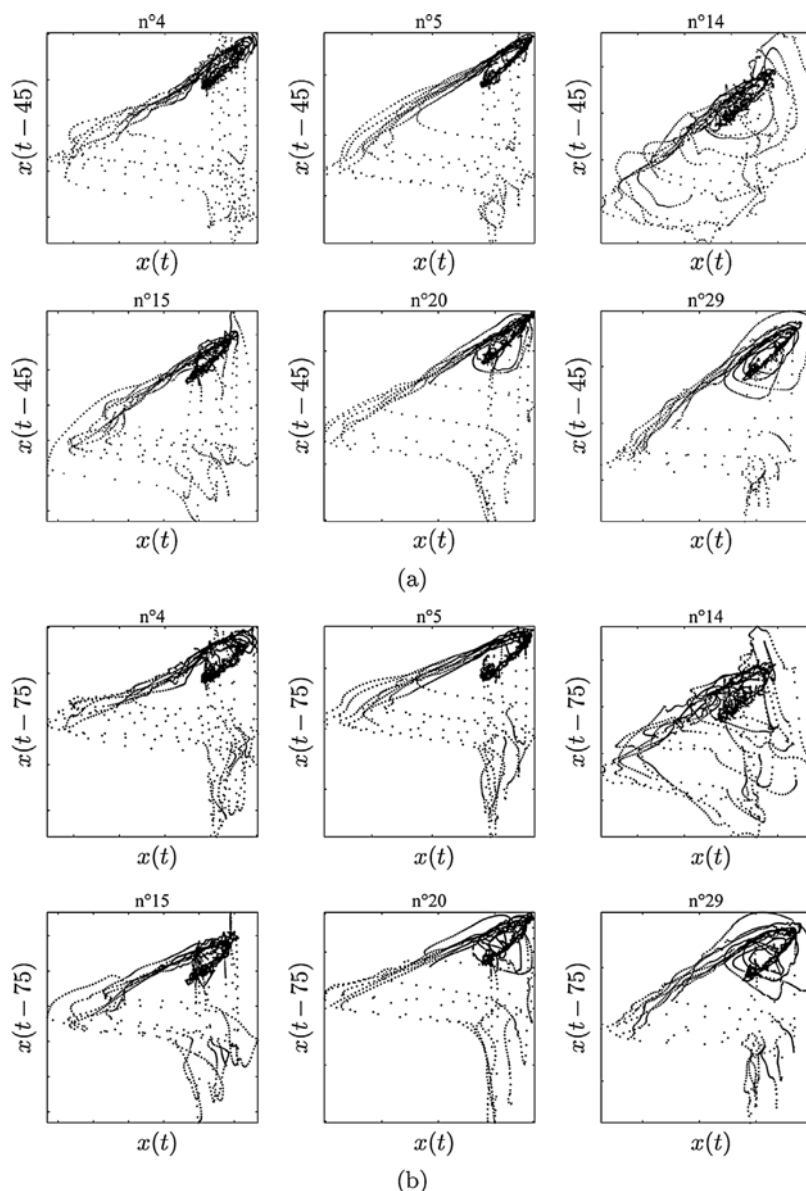 n°4 n°5 n°14
x(t − 45) x(t − 45) x(t − 45)
x(t) x(t) x(t)
n°15 n°20 n°29
x(t − 45) x(t − 45) x(t − 45)
x(t) x(t) x(t)
(a)
n°4 n°5 n°14
x(t − 75) x(t − 75) x(t − 75)
x(t) x(t) x(t)
n°15 n°20 n°29
x(t − 75) x(t − 75) x(t − 75)
x(t) x(t) x(t)
(b)